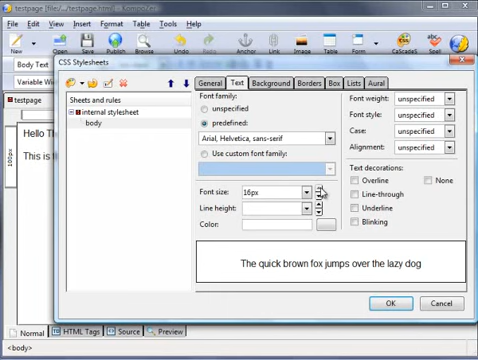 testpage [file:/.../testpage.html
File Edit View Insert Format Table Tools Help
New Open Save Publish Browse Undo Redo Anchor Link Image Table Form CaScadeS Spell
Body Text
Variable Win
testpage
100px
Hello Th
This is t
CSS Stylesheets
Sheets and rules
internal stylesheet
body
General Text Background Borders Box Lists Aural
Font family:
unspecified
predefined:
Arial, Helvetica, sans-serif
Use custom font family:
Font size: 16px
Line height:
Color:
Font weight: unspecified
Font style: unspecified
Case: unspecified
Alignment: unspecified
Text decorations:
Overline None
Line-through
Underline
Blinking
The quick brown fox jumps over the lazy dog
OK Cancel
Normal HTML Tags Source Preview
<body>